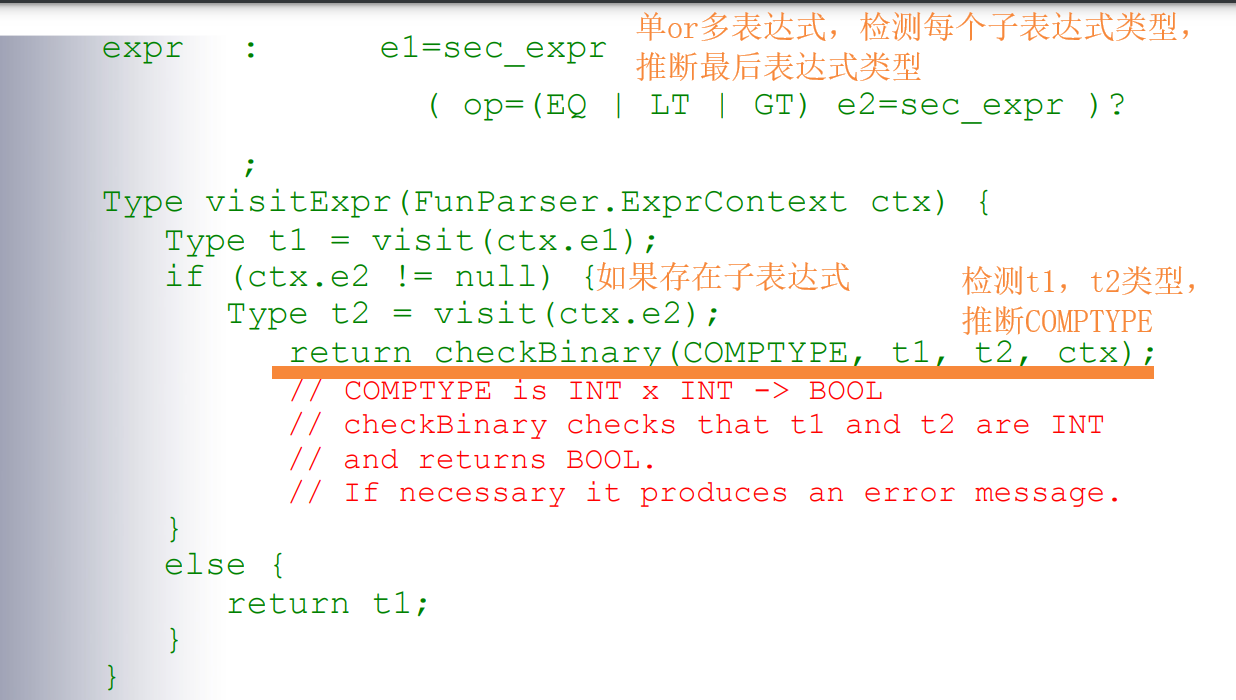 expr : e1=sec_expr 单or多表达式，检测每个子表达式类型，
推断最后表达式类型
( op=(EQ | LT | GT) e2=sec_expr )?
;
Type visitExpr(FunParser.ExprContext ctx) {
Type t1 = visit(ctx.e1);
if (ctx.e2 != null) {如果存在子表达式 检测t1，t2类型，
推断COMPTYPE
Type t2 = visit(ctx.e2);
return checkBinary(COMPTYPE, t1, t2, ctx);
// COMPTYPE is INT x INT -> BOOL
// checkBinary checks that t1 and t2 are INT
// and returns BOOL.
// If necessary it produces an error message.
}
else {
return t1;
}
}